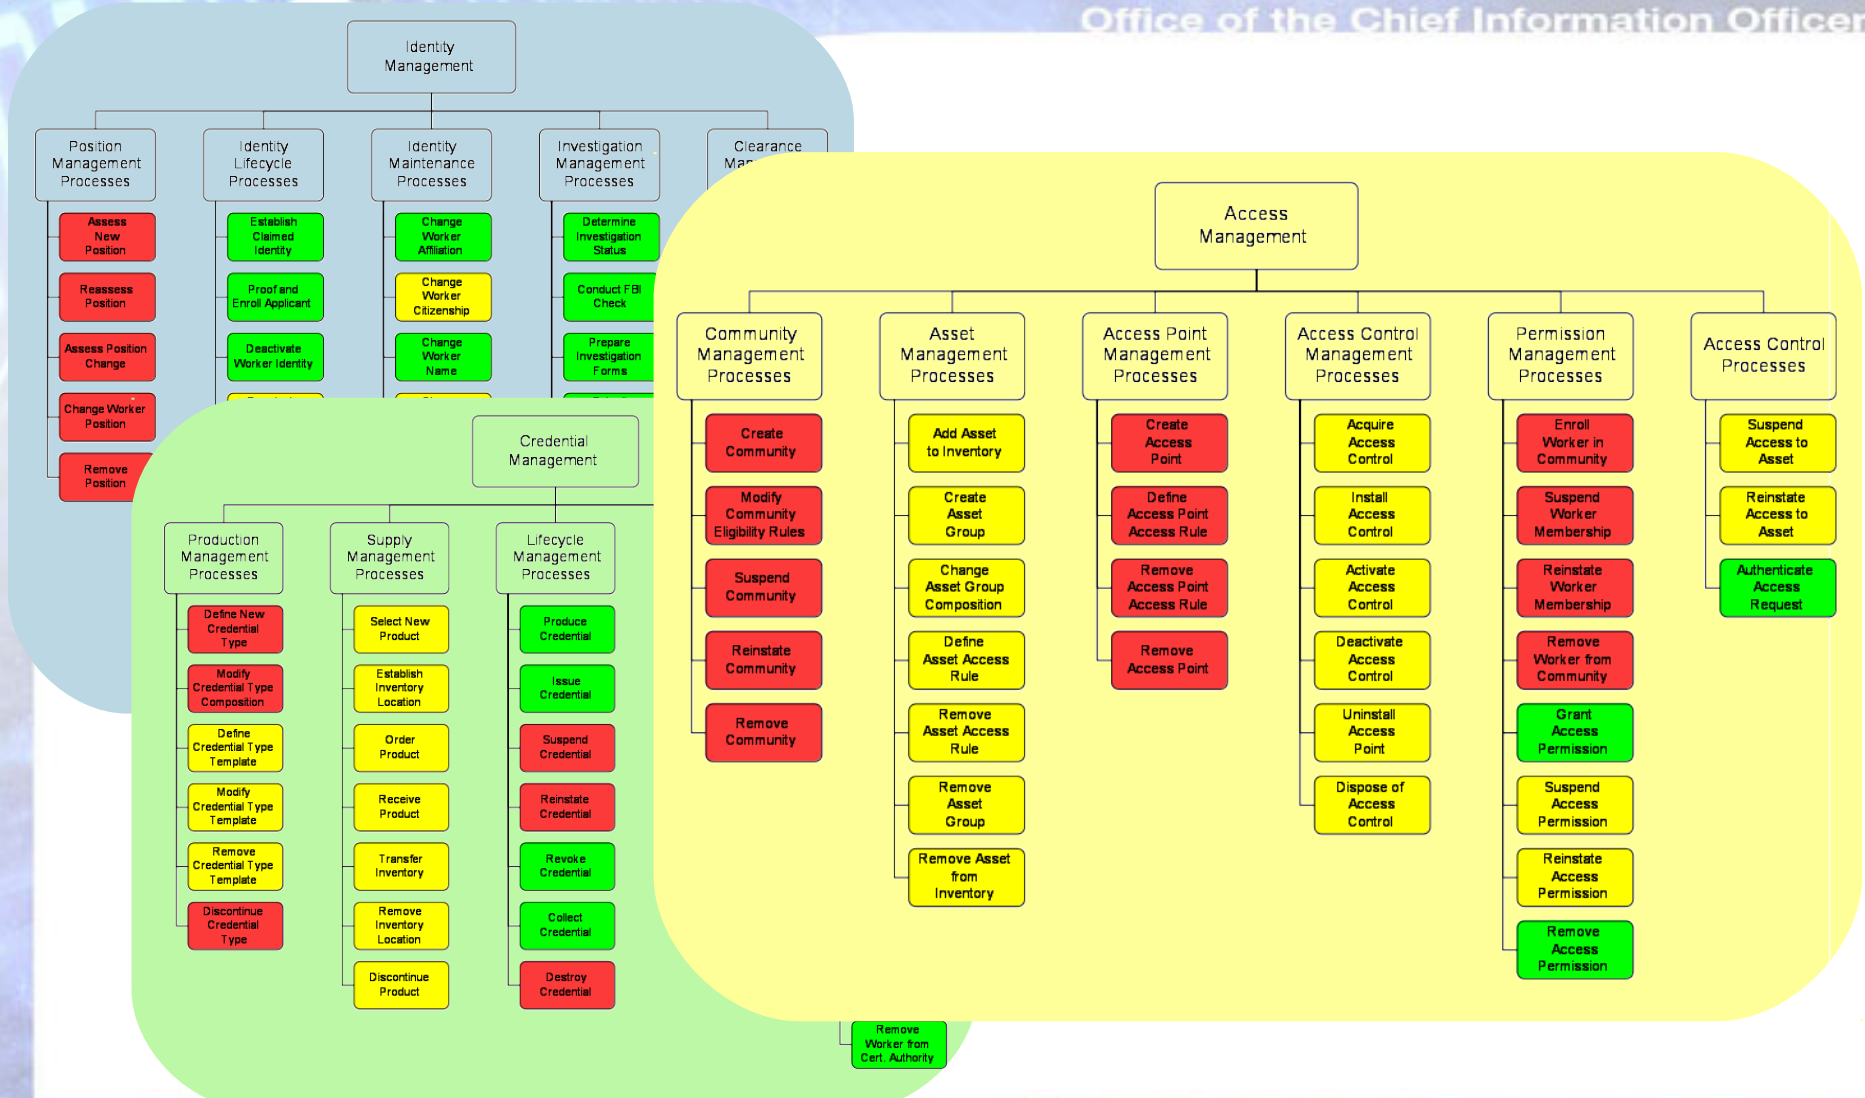 Office of the Chief Information Officer
Identity
Management
Position
Management
Processes
Assess
New
Position
Reassess
Position
Assess Position
Change
Change Worker
Position
Remove
Position
Identity
Lifecycle
Processes
Establish
Claimed
Identity
Proof and
Enroll Applicant
Deactivate
Worker Identity
Identity
Maintenance
Processes
Change
Worker
Affiliation
Change
Worker
Citizenship
Change
Worker
Name
Investigation
Management
Processes
Determine
Investigation
Status
Conduct FBI
Check
Prepare
Investigation
Forms
Clearance
Credential
Management
Production
Management
Processes
Define New
Credential
Type
Modify
Credential Type
Composition
Define
Credential Type
Template
Modify
Credential Type
Template
Remove
Credential Type
Template
Discontinue
Credential
Type
Supply
Management
Processes
Select New
Product
Establish
Inventory
Location
Order
Product
Receive
Product
Transfer
Inventory
Remove
Inventory
Location
Discontinue
Product
Lifecycle
Management
Processes
Produce
Credential
Issue
Credential
Suspend
Credential
Reinstate
Credential
Revoke
Credential
Collect
Credential
Destroy
Credential
Remove
Worker from
Cert. Authority
Access
Management
Community
Management
Processes
Create
Community
Modify
Community
Eligibility Rules
Suspend
Community
Reinstate
Community
Remove
Community
Asset
Management
Processes
Add Asset
to Inventory
Create
Asset
Group
Change
Asset Group
Composition
Define
Asset Access
Rule
Remove
Asset Access
Rule
Remove
Asset
Group
Remove Asset
from
Inventory
Access Point
Management
Processes
Create
Access
Point
Define
Access Point
Access Rule
Remove
Access Point
Access Rule
Remove
Access Point
Access Control
Management
Processes
Acquire
Access
Control
Install
Access
Control
Activate
Access
Control
Deactivate
Access
Control
Uninstall
Access
Point
Dispose of
Access
Control
Permission
Management
Processes
Enroll
Worker in
Community
Suspend
Worker
Membership
Reinstate
Worker
Membership
Remove
Worker from
Community
Grant
Access
Permission
Suspend
Access
Permission
Reinstate
Access
Permission
Remove
Access
Permission
Access Control
Processes
Suspend
Access to
Asset
Reinstate
Access to
Asset
Authenticate
Access
Request